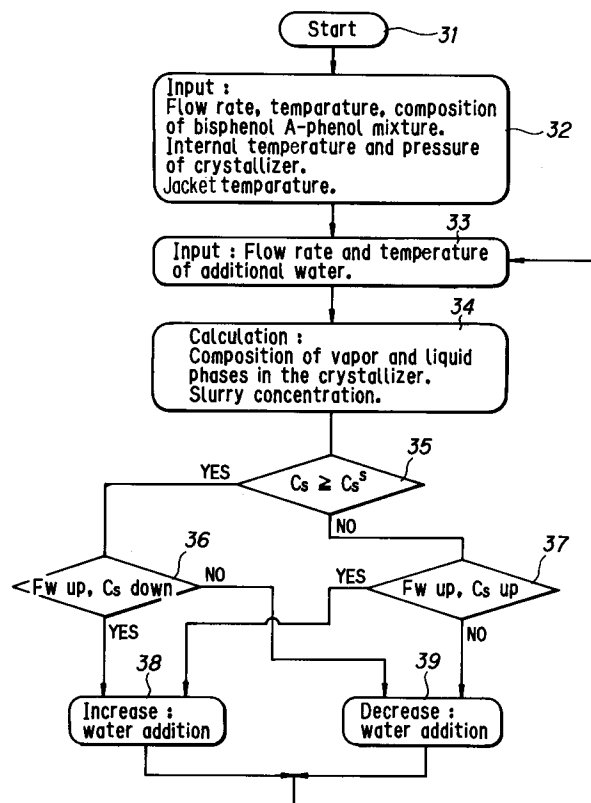 Start
31
Input :
Flow rate, temparature, composition
of bisphenol A-phenol mixture.
Internal temperature and pressure
of crystallizer.
Jacket temparature.
32
33
Input : Flow rate and temperature
of additional water.
34
Calculation :
Composition of vapor and liquid
phases in the crystallizer.
Slurry concentration.
35
YES
Cs ≧ Csˢ
NO
36
37
<Fw up, Cs down
NO
YES
Fw up, Cs up
YES
NO
38
39
Increase :
water addition
Decrease :
water addition